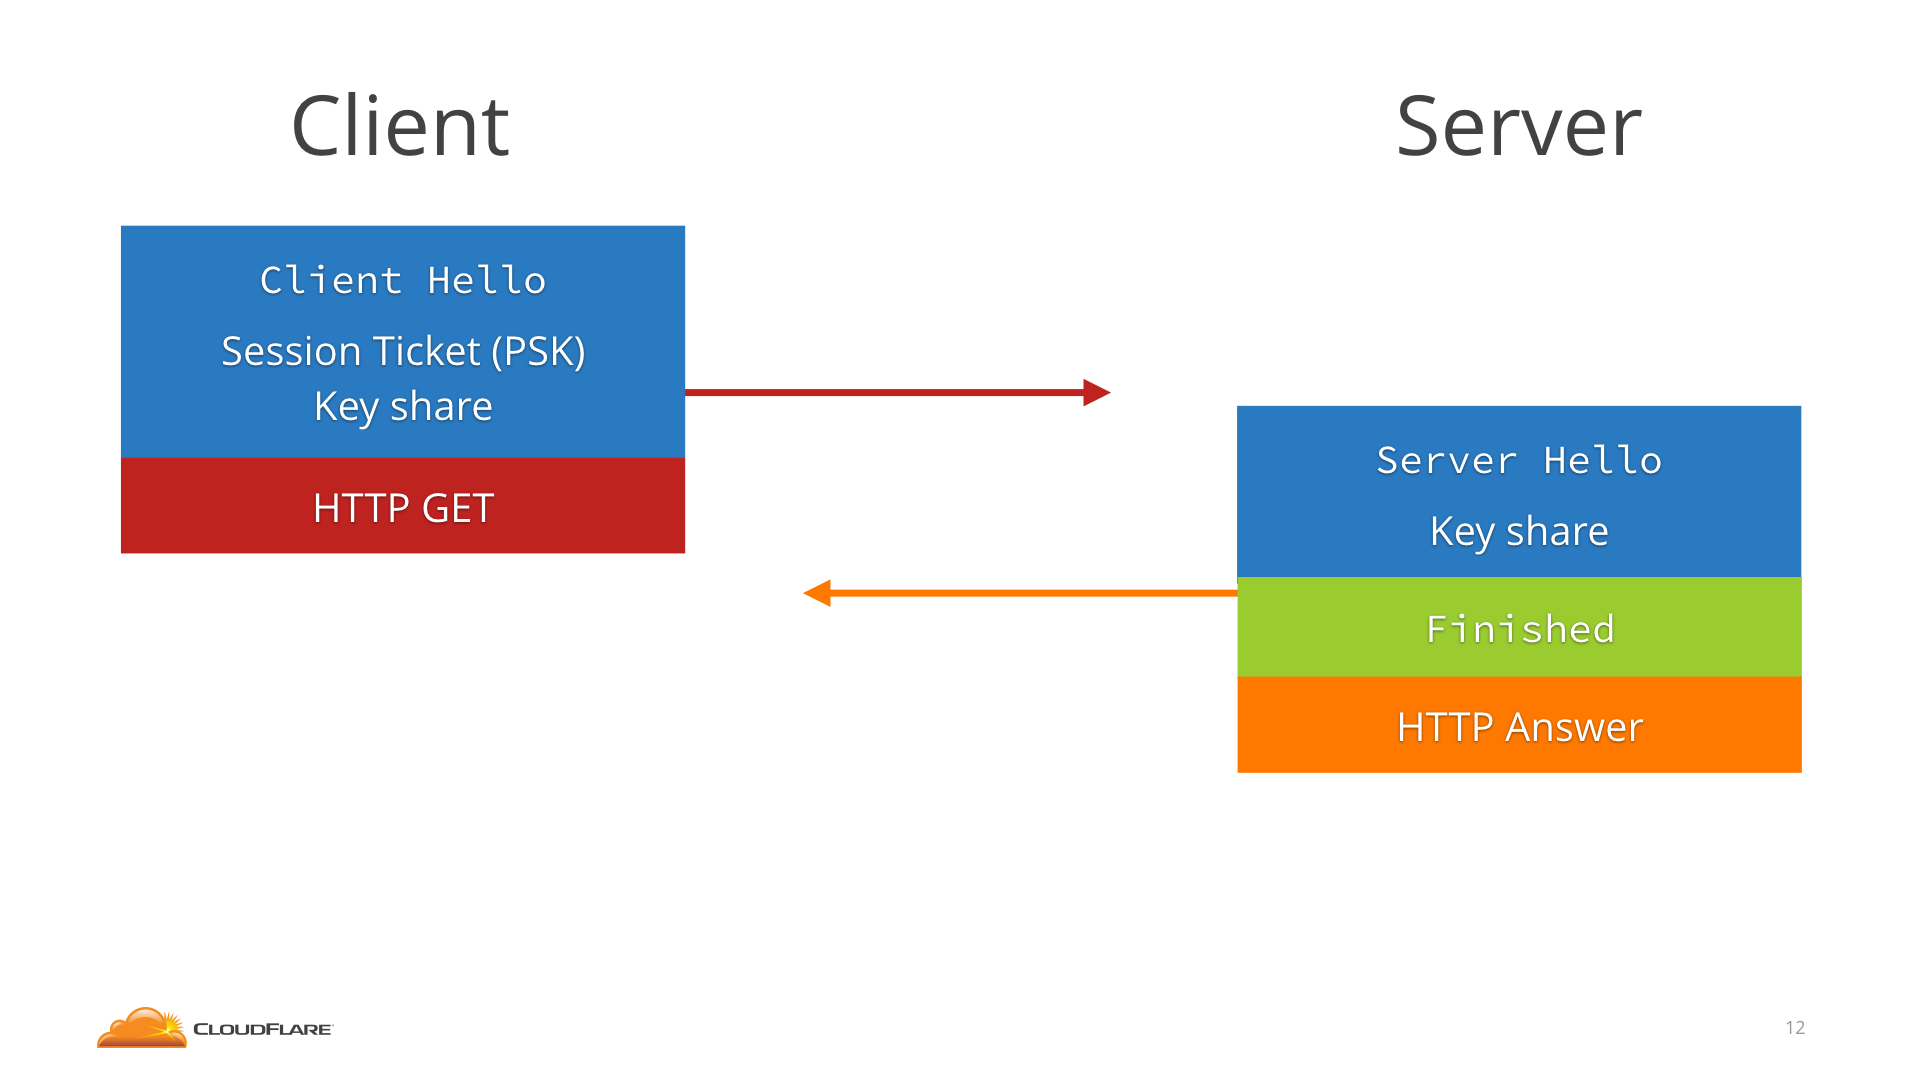 Client
Server
Client Hello
Session Ticket (PSK)
Key share
HTTP GET
Server Hello
Key share
Finished
HTTP Answer
CLOUDFLARE
12